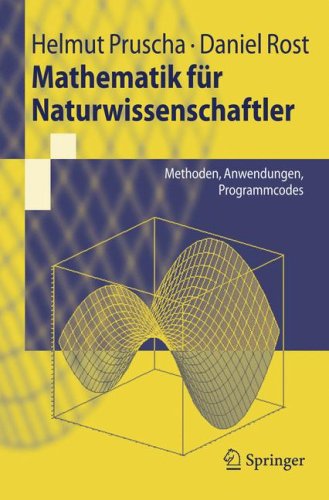 Helmut Pruscha · Daniel Rost
Mathematik für
Naturwissenschaftler
Methoden, Anwendungen,
Programmcodes
Springer